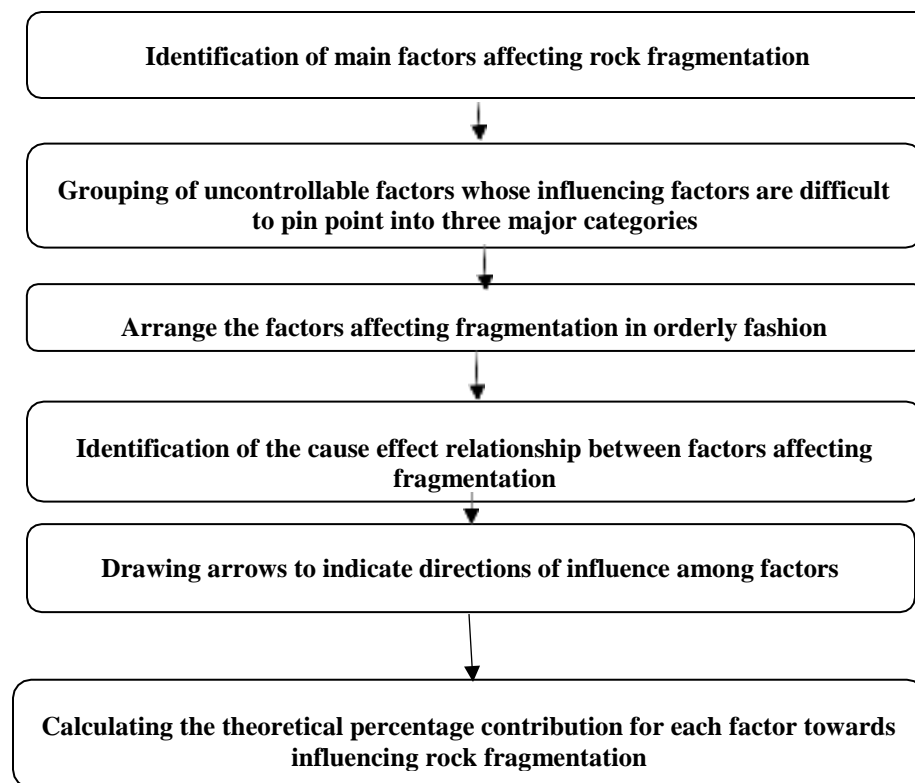 Identification of main factors affecting rock fragmentation
Grouping of uncontrollable factors whose influencing factors are difficult
to pin point into three major categories
Arrange the factors affecting fragmentation in orderly fashion
Identification of the cause effect relationship between factors affecting
fragmentation
Drawing arrows to indicate directions of influence among factors
Calculating the theoretical percentage contribution for each factor towards
influencing rock fragmentation